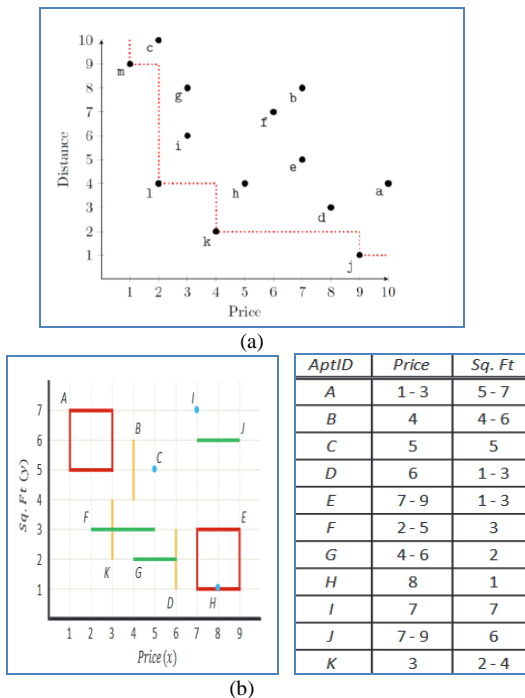 10
c
9
m
8
g
b
7
f
6
i
5
e
4
l
h
a
3
d
2
k
1
j
Distance
1 2 3 4 5 6 7 8 9 10
Price
(a)
A
I
7
B
J
6
C
5
4
F
E
3
2
K
G
1
D
H
Sq. Ft (y)
1 2 3 4 5 6 7 8 9
Price (x)
AptID Price Sq. Ft
A 1 - 3 5 - 7
B 4 4 - 6
C 5 5
D 6 1 - 3
E 7 - 9 1 - 3
F 2 - 5 3
G 4 - 6 2
H 8 1
I 7 7
J 7 - 9 6
K 3 2 - 4
(b)